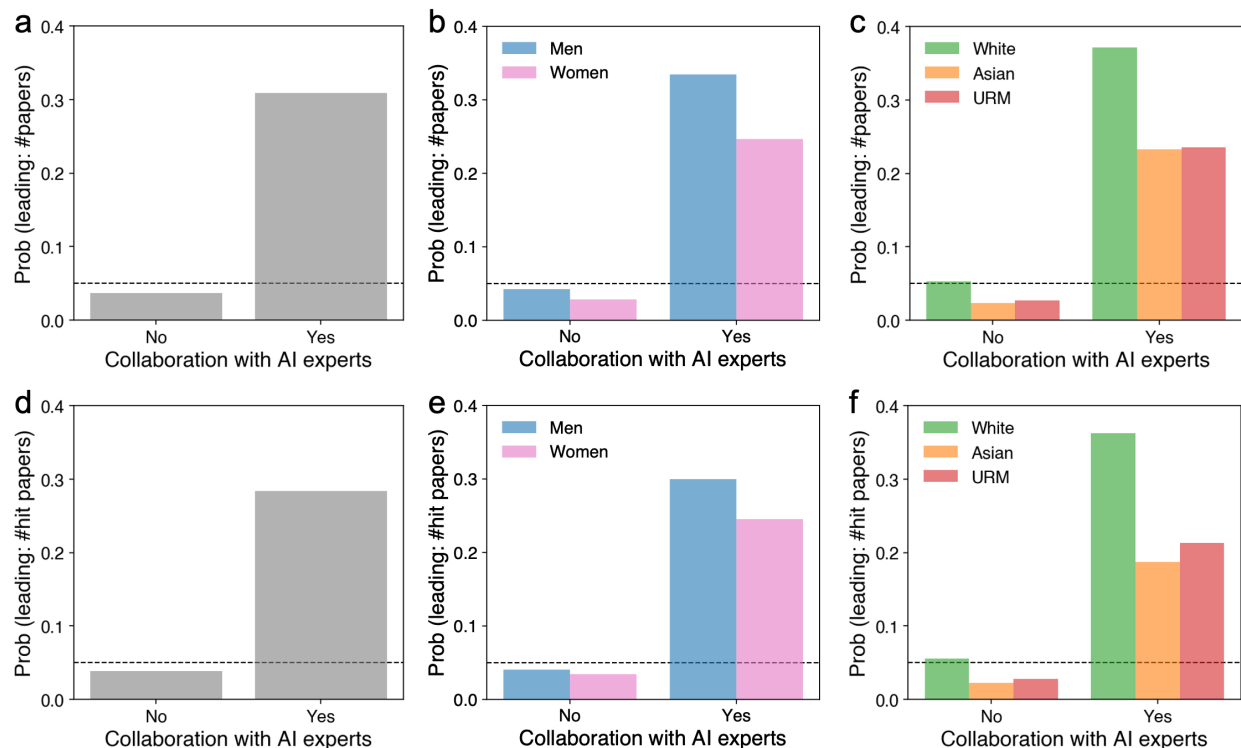 a
Prob (leading: #papers)
0.4
0.3
0.2
0.1
0.0
No Yes
Collaboration with AI experts
b
Prob (leading: #papers)
0.4
0.3
0.2
0.1
0.0
Men
Women
No Yes
Collaboration with AI experts
c
Prob (leading: #papers)
0.4
0.3
0.2
0.1
0.0
White
Asian
URM
No Yes
Collaboration with AI experts
d
Prob (leading: #hit papers)
0.4
0.3
0.2
0.1
0.0
No Yes
Collaboration with AI experts
e
Prob (leading: #hit papers)
0.4
0.3
0.2
0.1
0.0
Men
Women
No Yes
Collaboration with AI experts
f
Prob (leading: #hit papers)
0.4
0.3
0.2
0.1
0.0
White
Asian
URM
No Yes
Collaboration with AI experts